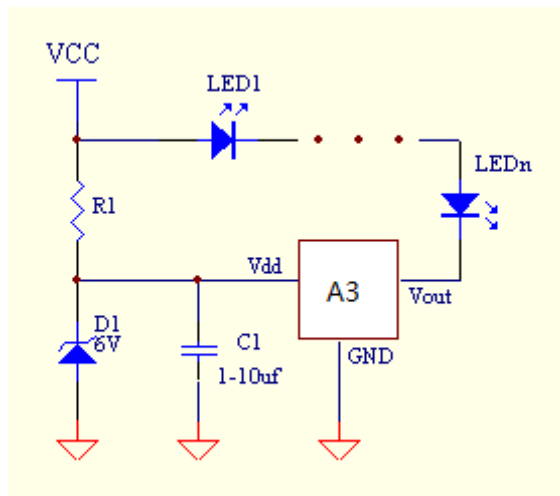 VCC
LED1
LEDn
R1
Vdd
A3
Vout
D1
6V
C1
1-10uf
GND